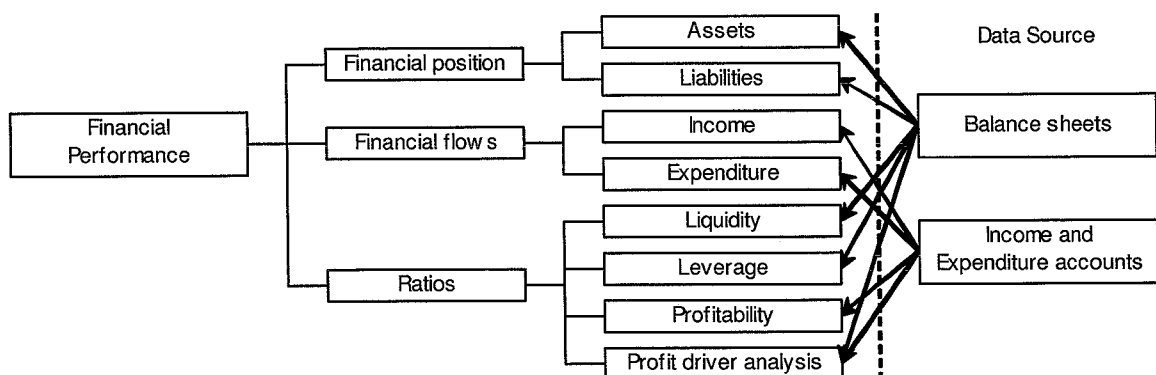 Assets
Data Source
Financial position
Liabilities
Balance sheets
Financial
Performance
Income
Financial flows
Expenditure
Liquidity
Income and
Expenditure accounts
Leverage
Ratios
Profitability
Profit driver analysis